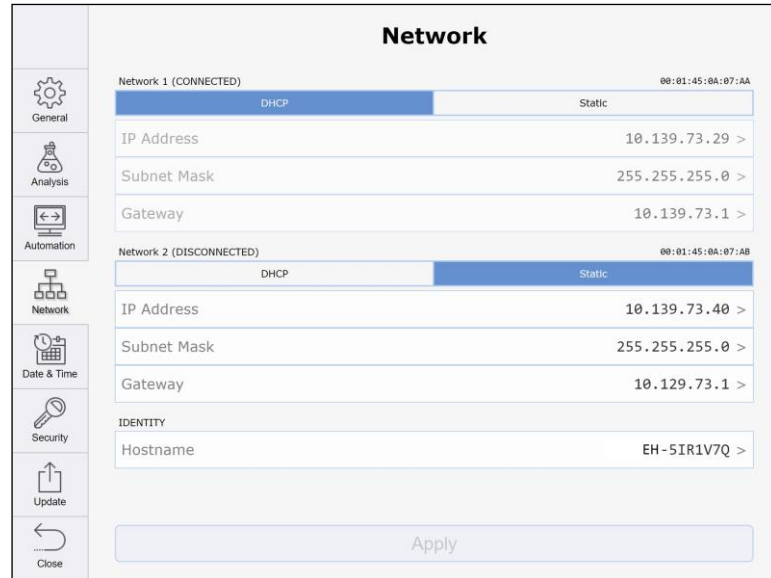 Network
Network 1 (CONNECTED) 00:01:45:0A:07:AA
DHCP Static
IP Address 10.139.73.29 >
Subnet Mask 255.255.255.0 >
Gateway 10.139.73.1 >
Network 2 (DISCONNECTED) 00:01:45:0A:07:AB
DHCP Static
IP Address 10.139.73.40 >
Subnet Mask 255.255.255.0 >
Gateway 10.129.73.1 >
IDENTITY
Hostname EH-5IR1V7Q >
Apply
General
Analysis
Automation
Network
Date & Time
Security
Update
Close